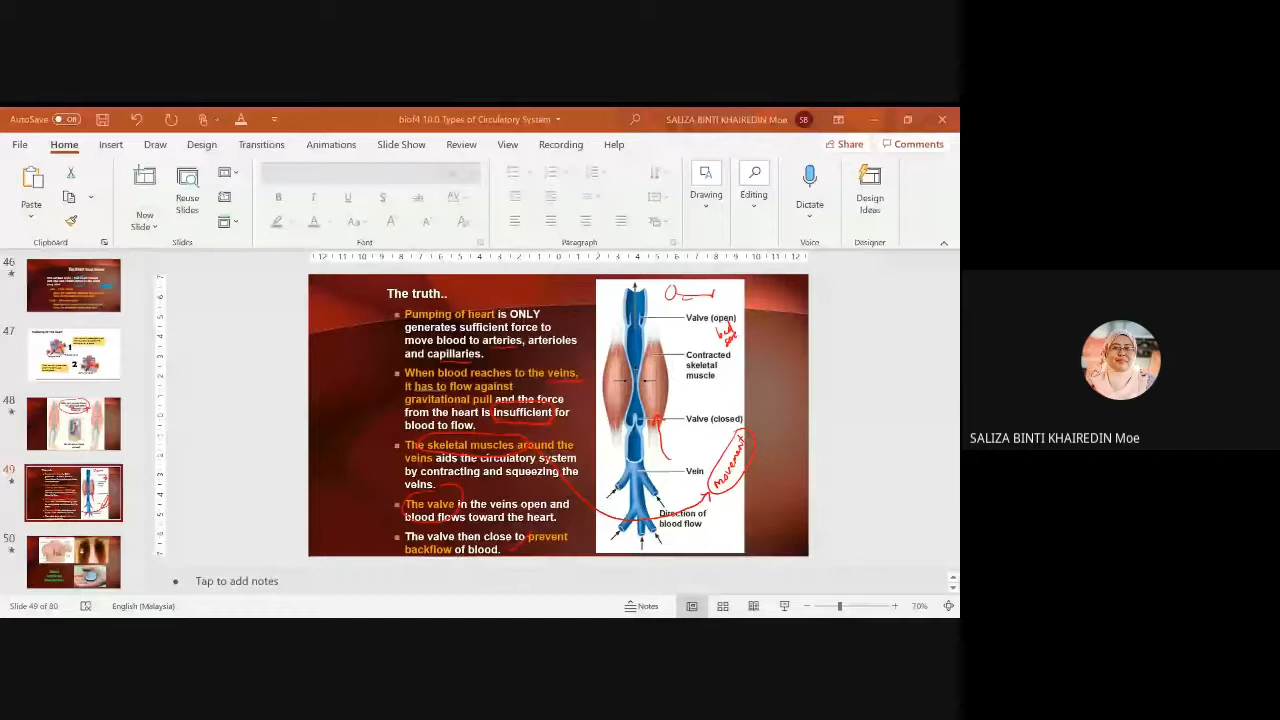 AutoSave Off
biof4 10.0 Types of Circulatory System
SALIZA BINTI KHAIREDIN Moe SB
File Home Insert Draw Design Transitions Animations Slide Show Review View Recording Help
Share Comments
Paste
New Slide
Reuse Slides
Drawing
Editing
Dictate
Design Ideas
Clipboard Slides Font Paragraph Voice Designer
46
47
48
49
50
The truth..
Pumping of heart is ONLY
generates sufficient force to
move blood to arteries, arterioles
and capillaries.
When blood reaches to the veins,
it has to flow against
gravitational pull and the force
from the heart is insufficient for
blood to flow.
The skeletal muscles around the
veins aids the circulatory system
by contracting and squeezing the
veins.
The valve in the veins open and
blood flows toward the heart.
The valve then close to prevent
backflow of blood.
Valve (open)
bed
sore
Contracted
skeletal
muscle
Valve (closed)
movement
Vein
Direction of
blood flow
Tap to add notes
Slide 49 of 80
English (Malaysia)
Notes
70%
SALIZA BINTI KHAIREDIN Moe